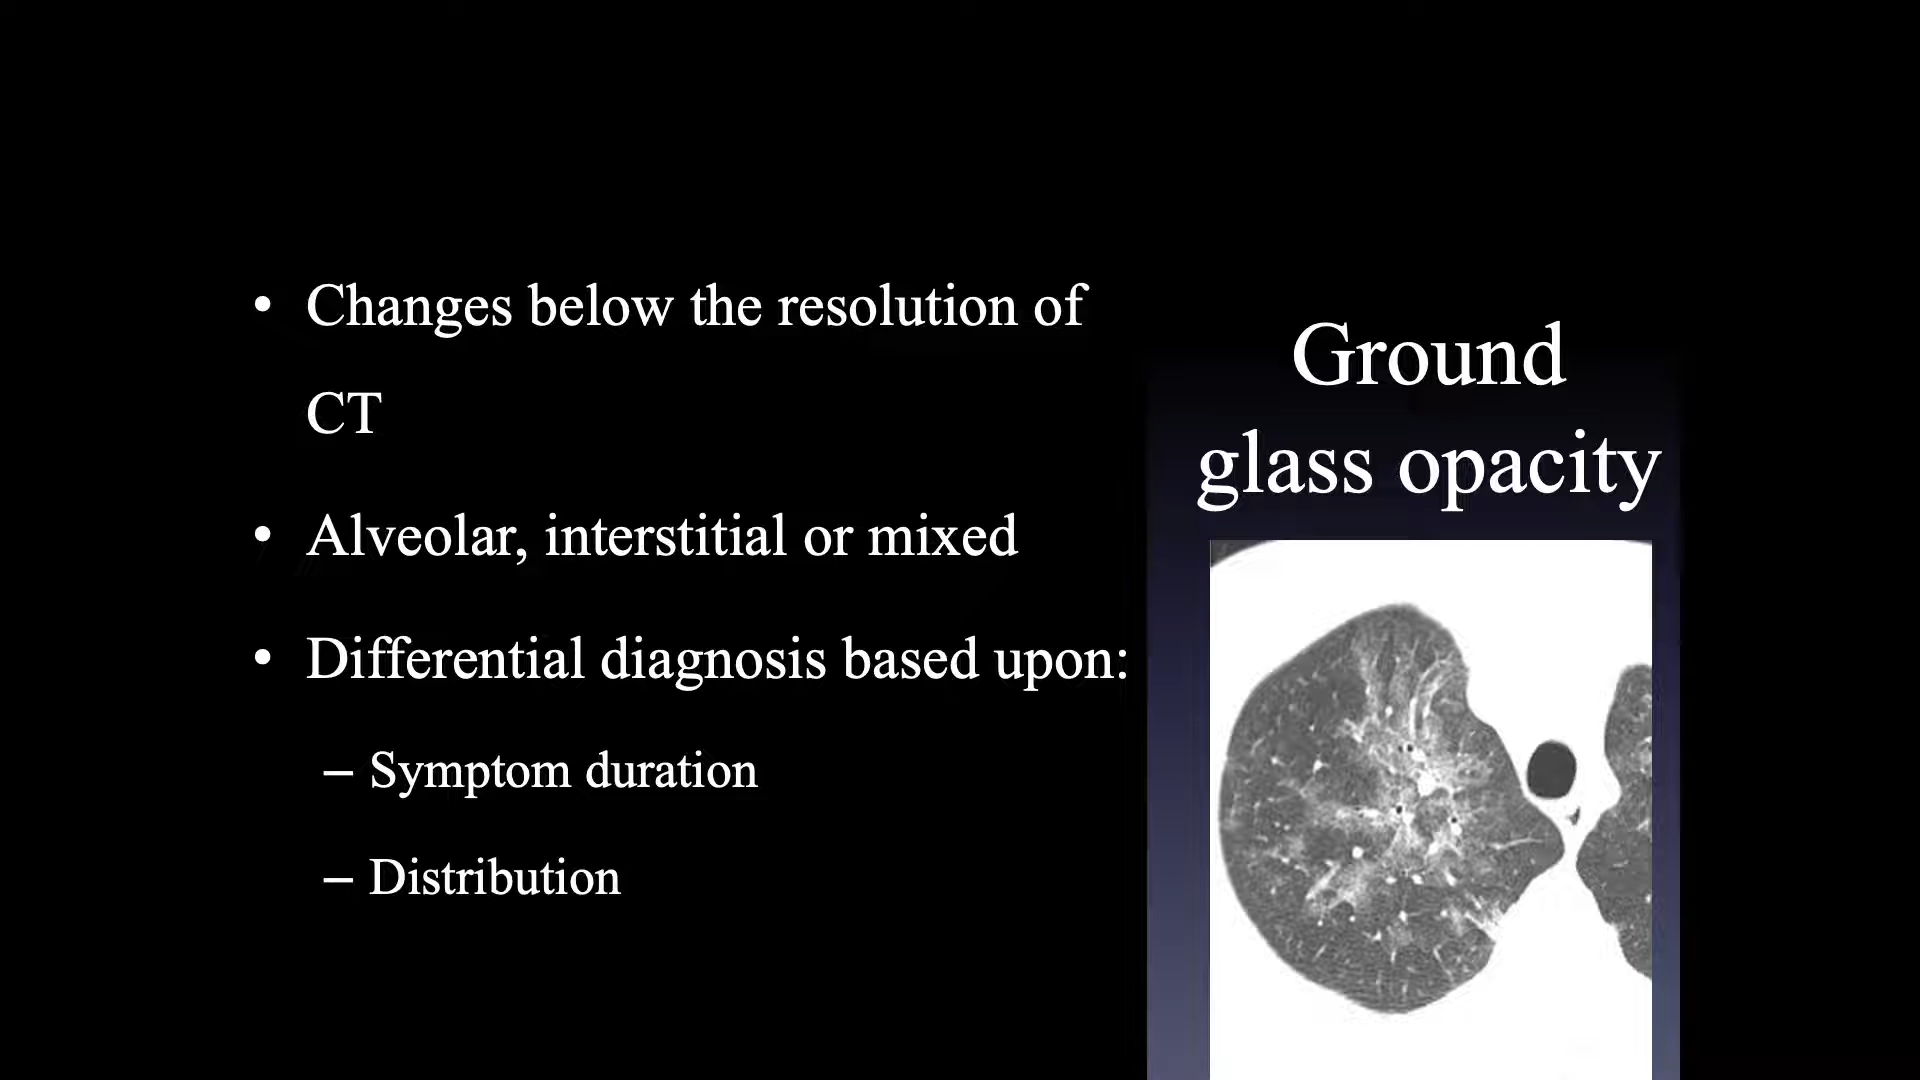 • Changes below the resolution of
CT
• Alveolar, interstitial or mixed
• Differential diagnosis based upon:
– Symptom duration
– Distribution
Ground
glass opacity